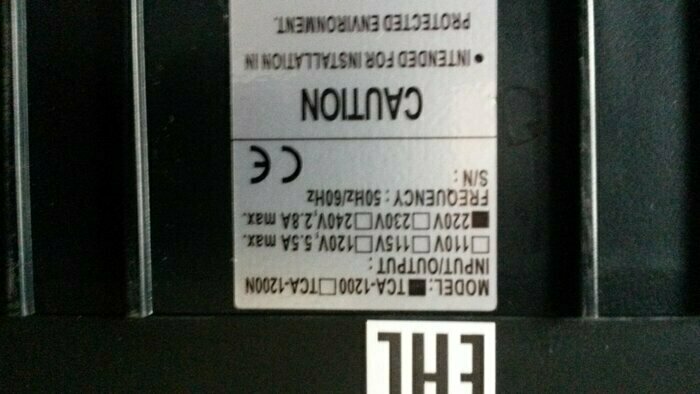 EAC
MODEL: ■TCA-1200 □TCA-1200N
INPUT/OUTPUT:
□110V □115V □120V, 5.5A max.
■220V □230V □240V, 2.8A max.
FREQUENCY: 50Hz/60Hz
S/N:
CE
CAUTION
• INTENDED FOR INSTALLATION IN
PROTECTED ENVIRONMENT.